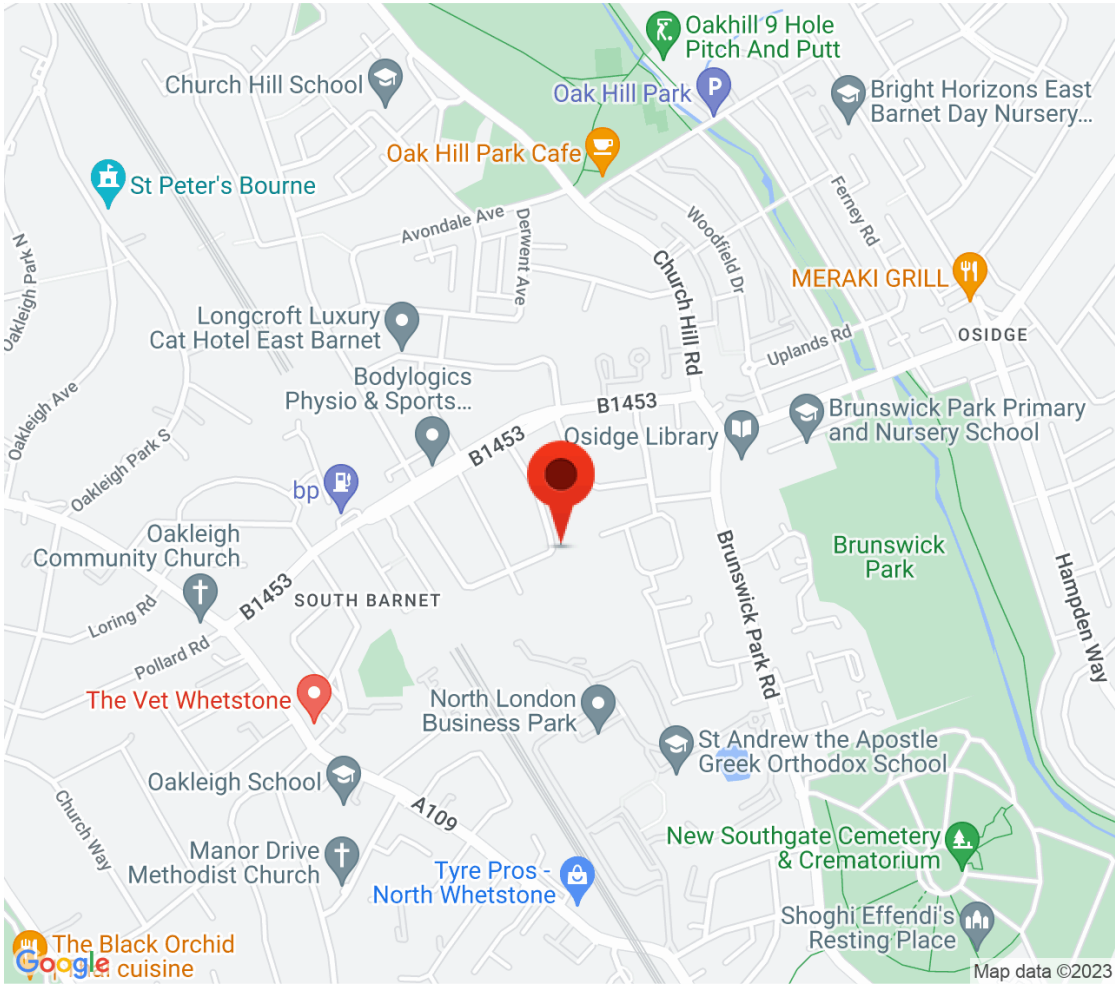 Oakhill 9 Hole
Pitch And Putt
Church Hill School
Oak Hill Park
P
Bright Horizons East
Barnet Day Nursery...
Oak Hill Park Cafe
St Peter's Bourne
Avondale Ave
Derwent Ave
Woodfield Dr
Ferney Rd
Oakleigh Park N
Church Hill Rd
MERAKI GRILL
Longcroft Luxury
Cat Hotel East Barnet
Uplands Rd
OSIDGE
Bodylogics
Physio & Sports...
Oakleigh Ave
B1453
Osidge Library
Brunswick Park Primary
and Nursery School
B1453
Oakleigh Park S
bp
Oakleigh
Community Church
Brunswick Park Rd
Brunswick
Park
Hampden Way
B1453
SOUTH BARNET
Loring Rd
Pollard Rd
The Vet Whetstone
North London
Business Park
St Andrew the Apostle
Greek Orthodox School
Oakleigh School
A109
Church Way
New Southgate Cemetery
& Crematorium
Manor Drive
Methodist Church
Tyre Pros -
North Whetstone
Shoghi Effendi's
Resting Place
The Black Orchid
cuisine
Google
Map data ©2023